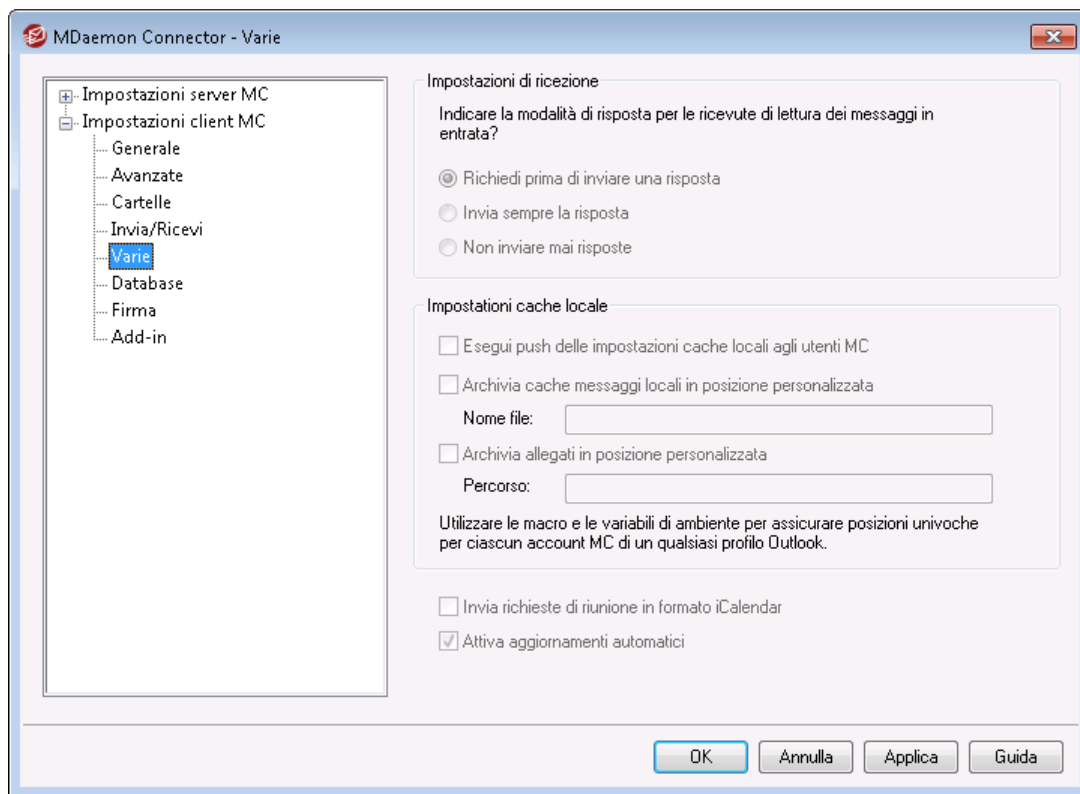 MDaemon Connector - Varie
Impostazioni server MC
Impostazioni client MC
Generale
Avanzate
Cartelle
Invia/Ricevi
Varie
Database
Firma
Add-in
Impostazioni di ricezione
Indicare la modalità di risposta per le ricevute di lettura dei messaggi in
entrata?
Richiedi prima di inviare una risposta
Invia sempre la risposta
Non inviare mai risposte
Impostationi cache locale
Esegui push delle impostazioni cache locali agli utenti MC
Archivia cache messaggi locali in posizione personalizzata
Nome file:
Archivia allegati in posizione personalizzata
Percorso:
Utilizzare le macro e le variabili di ambiente per assicurare posizioni univoche
per ciascun account MC di un qualsiasi profilo Outlook.
Invia richieste di riunione in formato iCalendar
Attiva aggiornamenti automatici
OK
Annulla
Applica
Guida